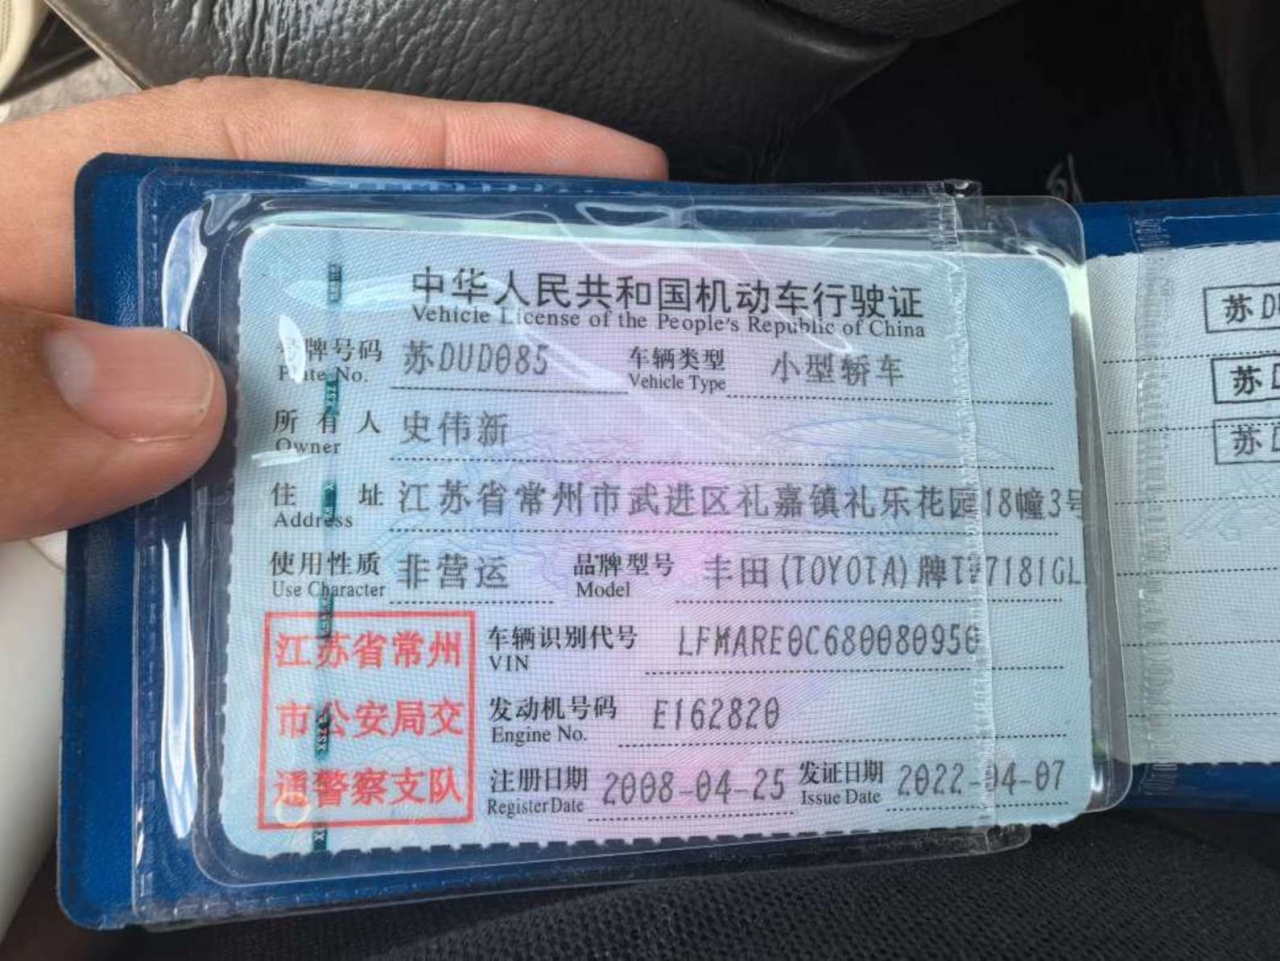 中华人民共和国机动车行驶证
Vehicle License of the People's Republic of China
号牌号码 苏DUD085 车辆类型 小型轿车
Plate No. Vehicle Type
所有人 史伟新
Owner
住址 江苏省常州市武进区礼嘉镇礼乐花园18幢3号
Address
使用性质 非营运 品牌型号 丰田(TOYOTA)牌 7181GL
Use Character Model
江苏省常州
市公安局交
通警察支队
车辆识别代号 LFMARE0C680080950
VIN
发动机号码 E162820
Engine No.
注册日期 2008-04-25 发证日期 2022-04-07
Register Date Issue Date
苏D
苏D
苏D